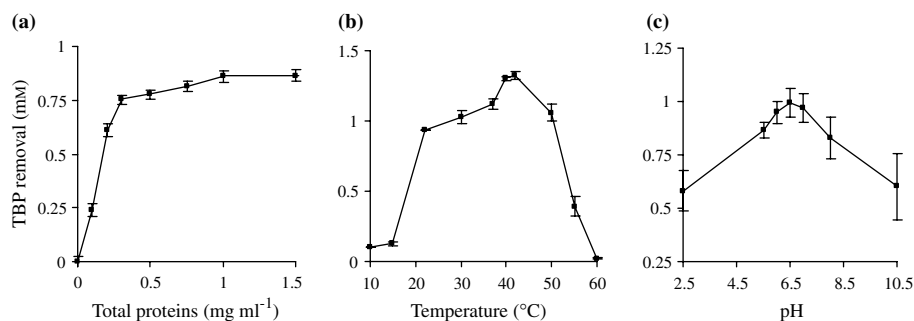 (a)
TBP removal (mM)
1
0.75
0.5
0.25
0
0 0.5 1 1.5
Total proteins (mg ml⁻¹)
(b)
1.5
1
0.5
0
10 20 30 40 50 60
Temperature (°C)
(c)
1.25
1
0.75
0.5
0.25
2.5 4.5 6.5 8.5 10.5
pH